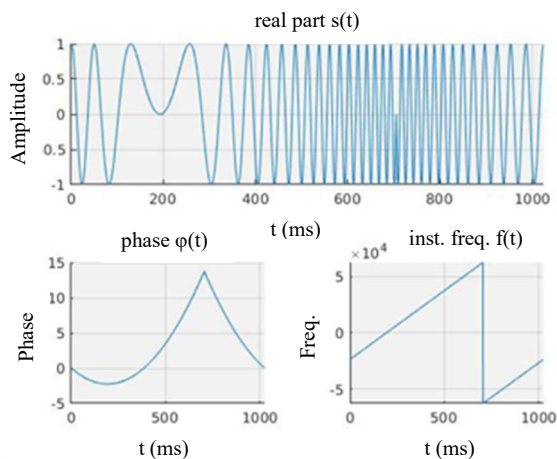 real part s(t)
Amplitude
1
0.5
0
0.5
-1
0 200 400 600 800 1000
t (ms)
phase φ(t)
Phase
15
10
5
0
-5
0 500 1000
t (ms)
inst. freq. f(t)
× 10^4
Freq.
5
0
-5
0 500 1000
t (ms)